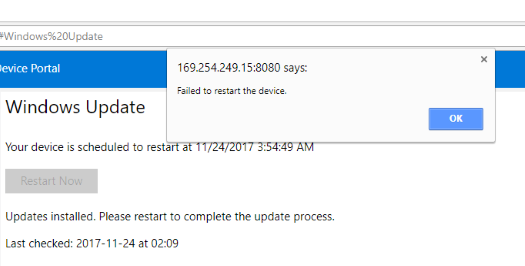 #Windows%20Update
Device Portal
169.254.249.15:8080 says:
Failed to restart the device.
OK
Windows Update
Your device is scheduled to restart at 11/24/2017 3:54:49 AM
Restart Now
Updates installed. Please restart to complete the update process.
Last checked: 2017-11-24 at 02:09